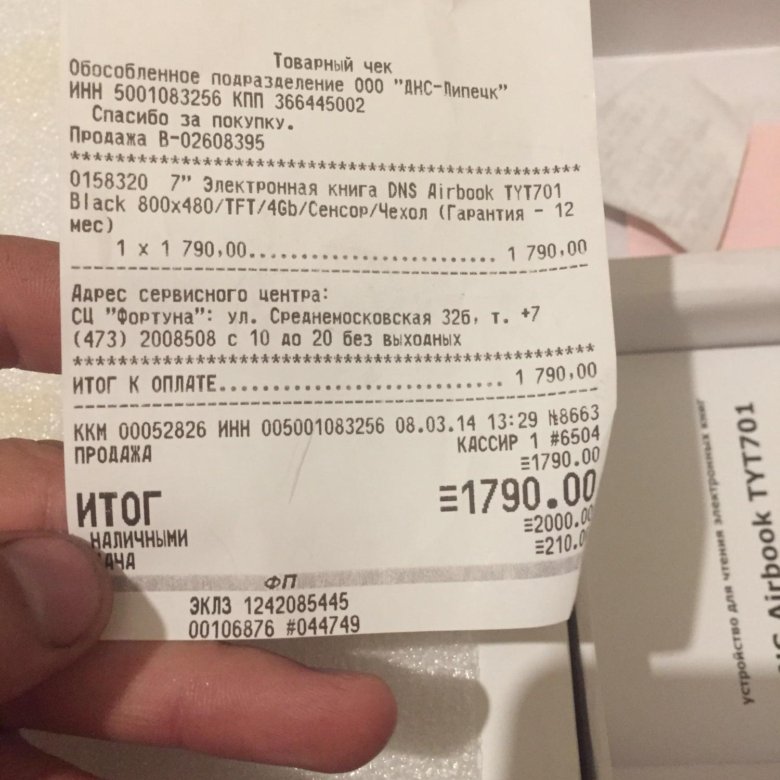 Товарный чек
Обособленное подразделение ООО "ДНС-Липецк"
ИНН 5001083256 КПП 366445002
Спасибо за покупку.
Продажа В-02608395
****************************************************
0158320 7" Электронная книга DNS Airbook TYT701
Black 800x480/TFT/4Gb/Сенсор/Чехол (Гарантия - 12
мес)
1 x 1 790,00.......................... 1 790,00
----------------------------------------------------
Адрес сервисного центра:
СЦ "Фортуна": ул. Среднемосковская 32б, т. +7
(473) 2008508 с 10 до 20 без выходных
****************************************************
ИТОГ К ОПЛАТЕ.............................. 1 790,00
----------------------------------------------------
ККМ 00052826 ИНН 005001083256 08.03.14 13:29 №8663
ПРОДАЖА КАССИР 1 #6504
≡1790.00
ИТОГ ≡1790.00
НАЛИЧНЫМИ ≡2000.00
АЧА ≡210.0
ФП
ЭКЛЗ 1242085445
00106876 #044749
устройство для чтения электронных книг
Airbook TYT701